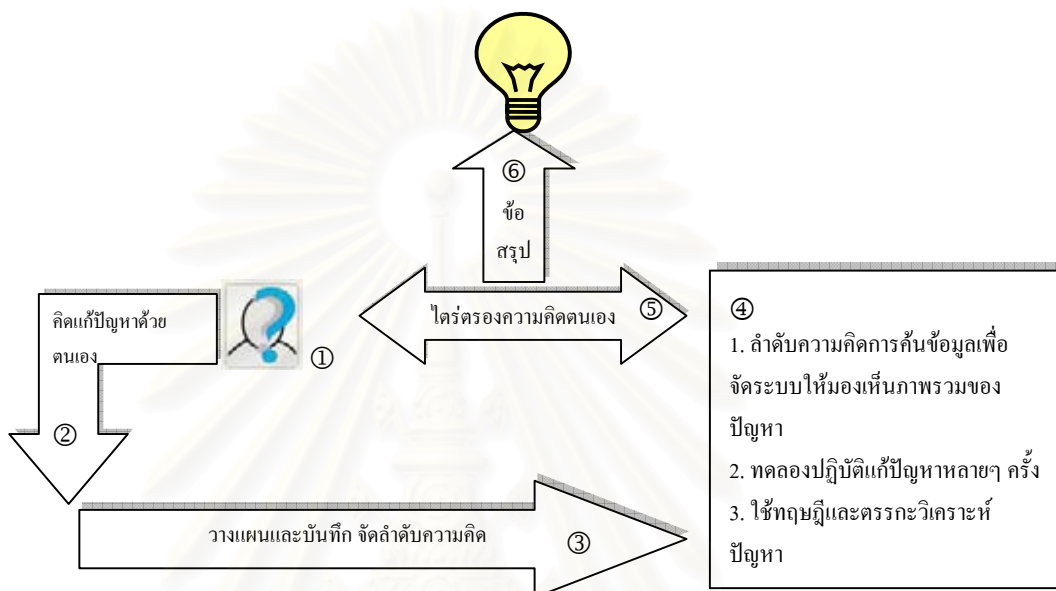 ⑥
ข้อ
สรุป
คิดแก้ปัญหาด้วย
ตนเอง
①
②
ไตร่ตรองความคิดตนเอง ⑤
วางแผนและบันทึก จัดลำดับความคิด ③
④
1. ลำดับความคิดการค้นข้อมูลเพื่อ
จัดระบบให้มองเห็นภาพรวมของ
ปัญหา
2. ทดลองปฏิบัติแก้ปัญหาหลายๆ ครั้ง
3. ใช้ทฤษฎีและตรรกะวิเคราะห์
ปัญหา